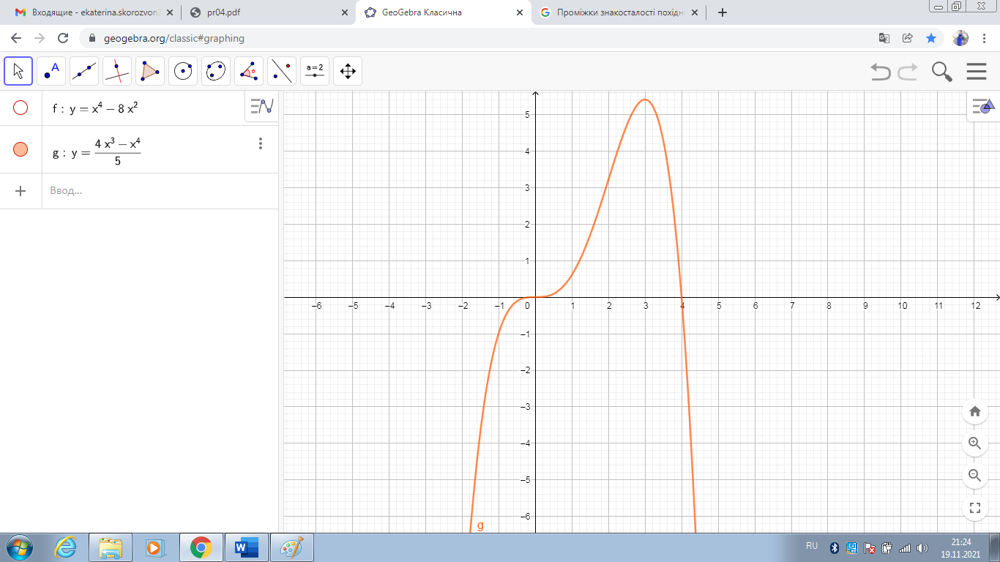 Входящие - ekaterina.skorozvon
pr04.pdf
GeoGebra Класична
Проміжки знакосталості похідн
geogebra.org/classic#graphing
A
a=2
f : y = x⁴ − 8 x²
g : y = (4 x³ − x⁴) / 5
Ввод...
5
4
3
2
1
−6 −5 −4 −3 −2 −1 0 1 2 3 4 5 6 7 8 9 10 11 12
−1
−2
−3
−4
−5
−6
g
RU
21:24
19.11.2021